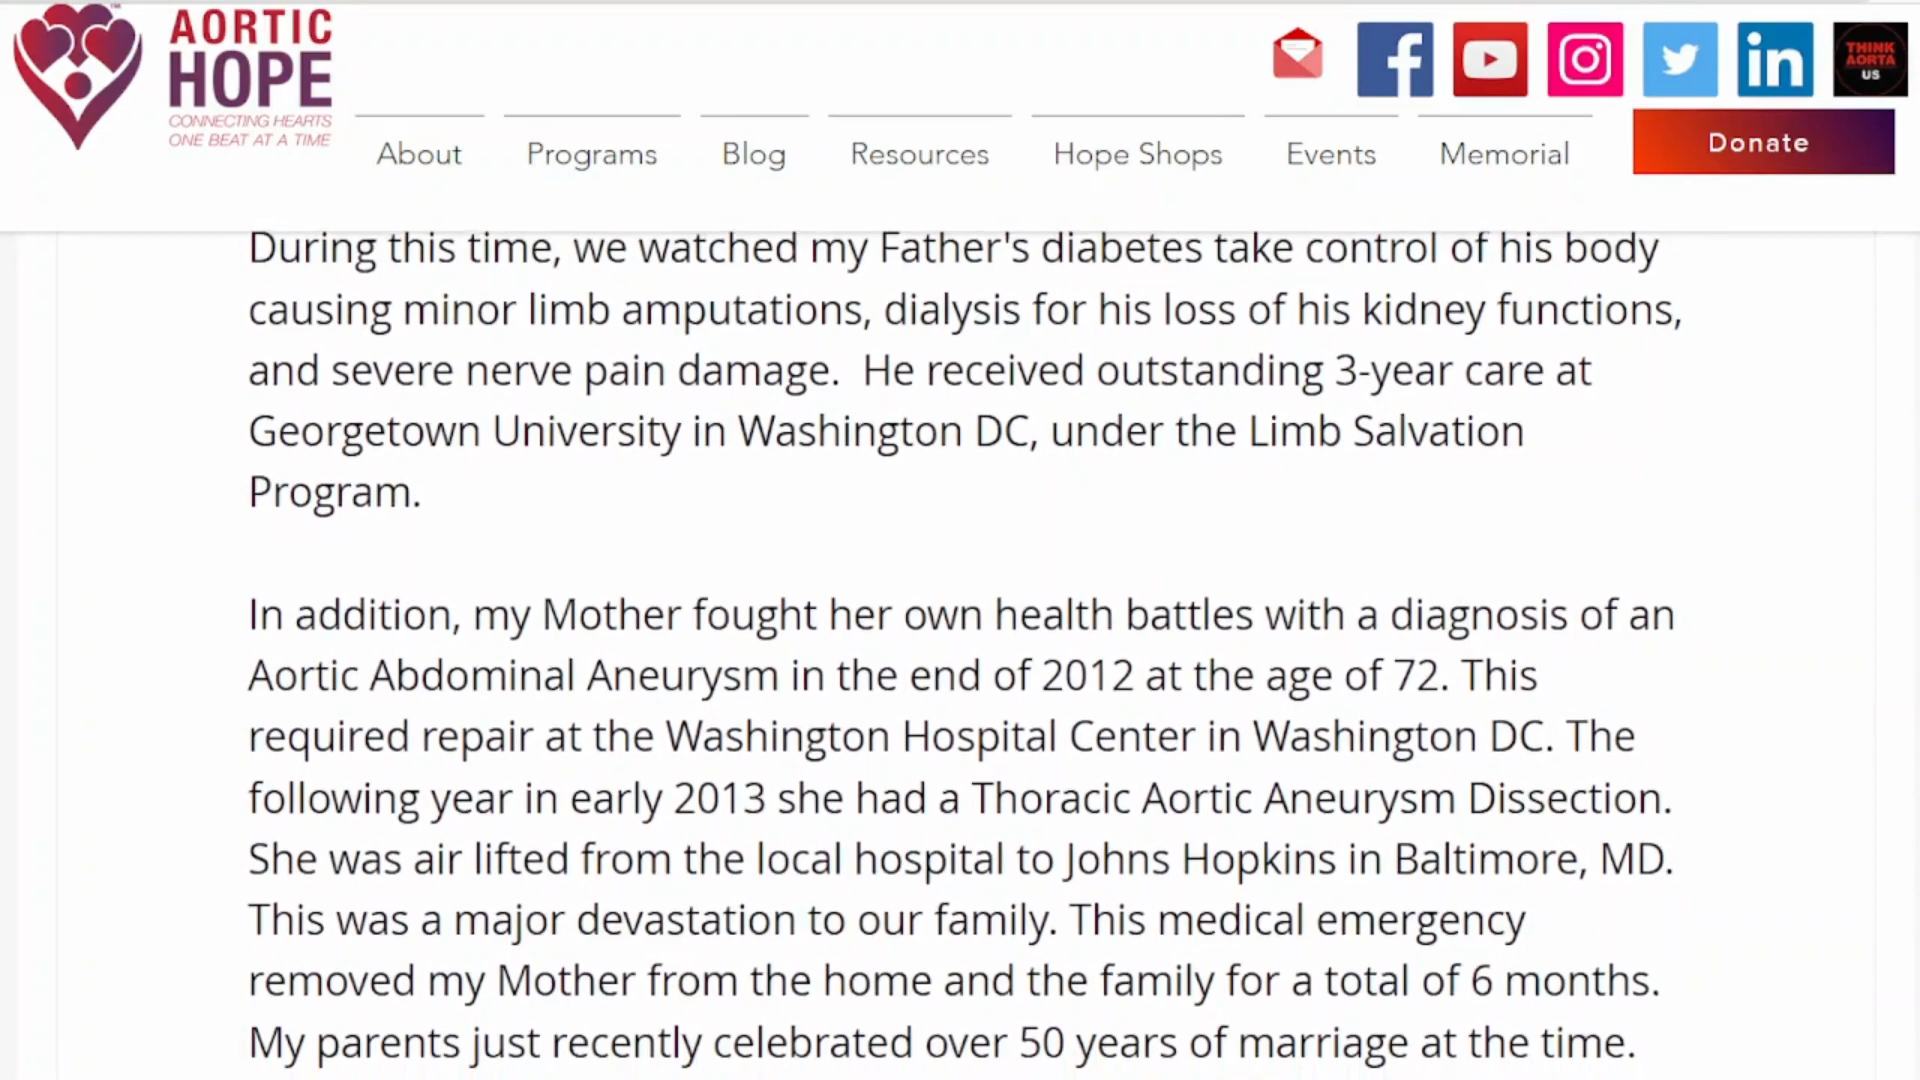 AORTIC
HOPE
CONNECTING HEARTS
ONE BEAT AT A TIME
THINK
AORTA
US
About
Programs
Blog
Resources
Hope Shops
Events
Memorial
Donate
During this time, we watched my Father's diabetes take control of his body
causing minor limb amputations, dialysis for his loss of his kidney functions,
and severe nerve pain damage.  He received outstanding 3-year care at
Georgetown University in Washington DC, under the Limb Salvation
Program.
In addition, my Mother fought her own health battles with a diagnosis of an
Aortic Abdominal Aneurysm in the end of 2012 at the age of 72. This
required repair at the Washington Hospital Center in Washington DC. The
following year in early 2013 she had a Thoracic Aortic Aneurysm Dissection.
She was air lifted from the local hospital to Johns Hopkins in Baltimore, MD.
This was a major devastation to our family. This medical emergency
removed my Mother from the home and the family for a total of 6 months.
My parents just recently celebrated over 50 years of marriage at the time.